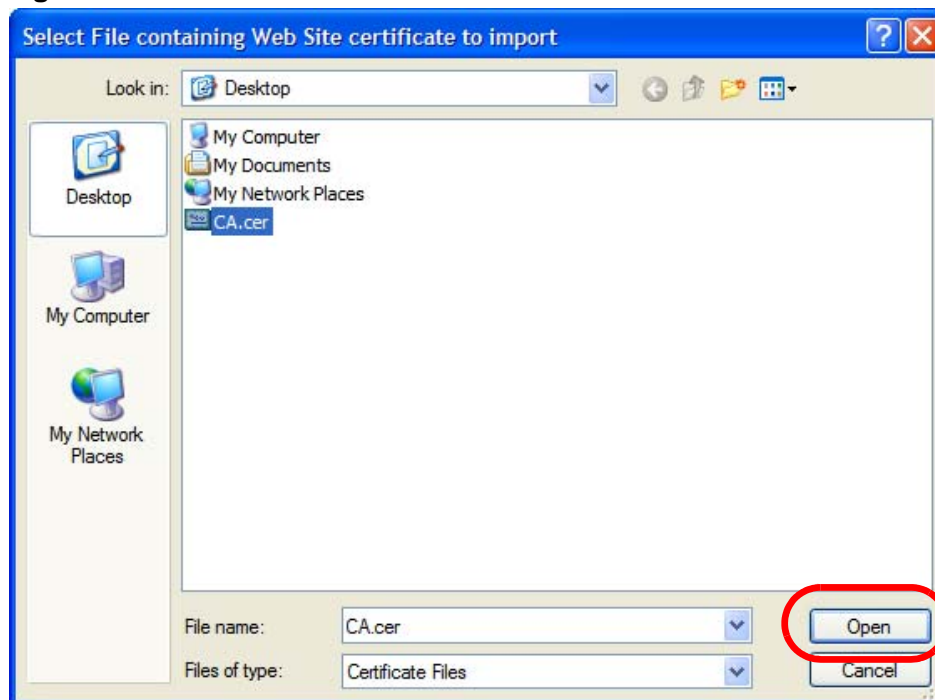 Select File containing Web Site certificate to import
Look in: Desktop
My Computer
My Documents
My Network Places
CA.cer
Desktop
My Computer
My Network
Places
File name: CA.cer Open
Files of type: Certificate Files Cancel